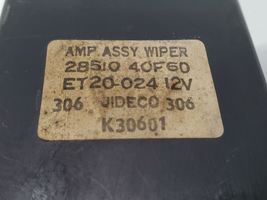 AMP ASSY, WIPER
28510 40F60
ET20-024 12V
306 JIDECO 306
K30601